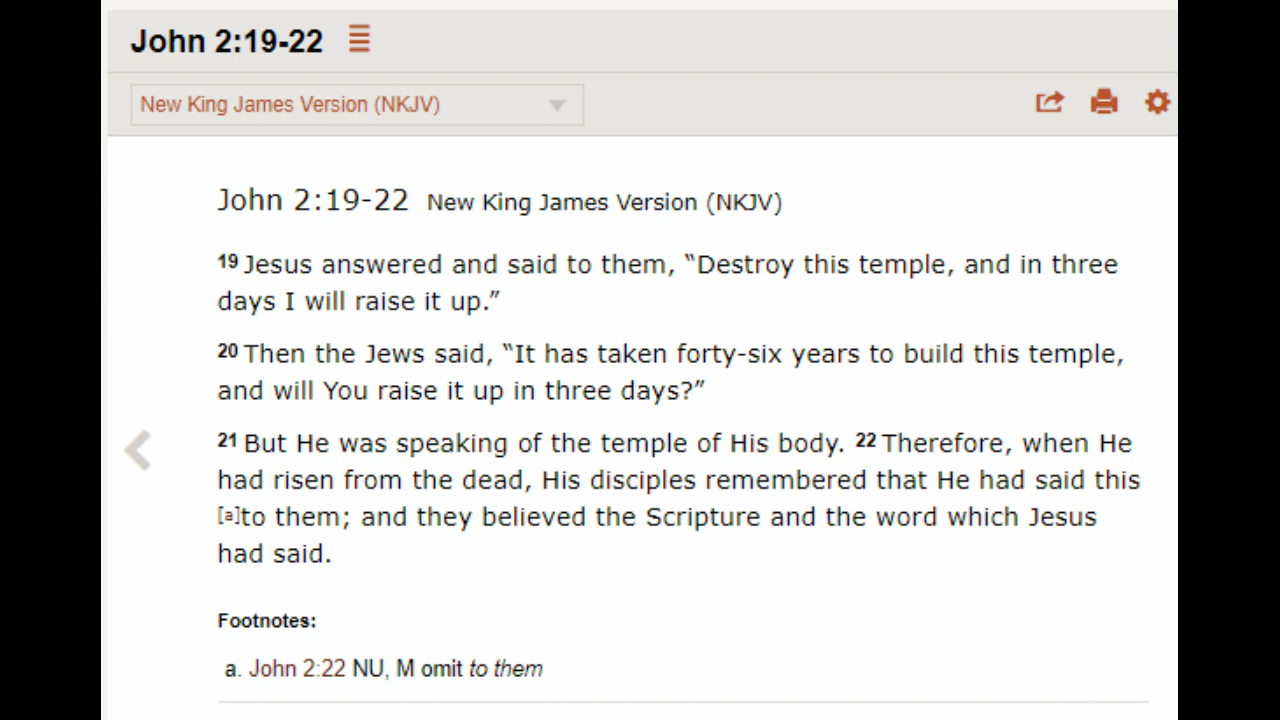 John 2:19-22
New King James Version (NKJV)
John 2:19-22 New King James Version (NKJV)
19 Jesus answered and said to them, “Destroy this temple, and in three
days I will raise it up.”
20 Then the Jews said, “It has taken forty-six years to build this temple,
and will You raise it up in three days?”
21 But He was speaking of the temple of His body. 22 Therefore, when He
had risen from the dead, His disciples remembered that He had said this
[a]to them; and they believed the Scripture and the word which Jesus
had said.
Footnotes:
a. John 2:22 NU, M omit to them